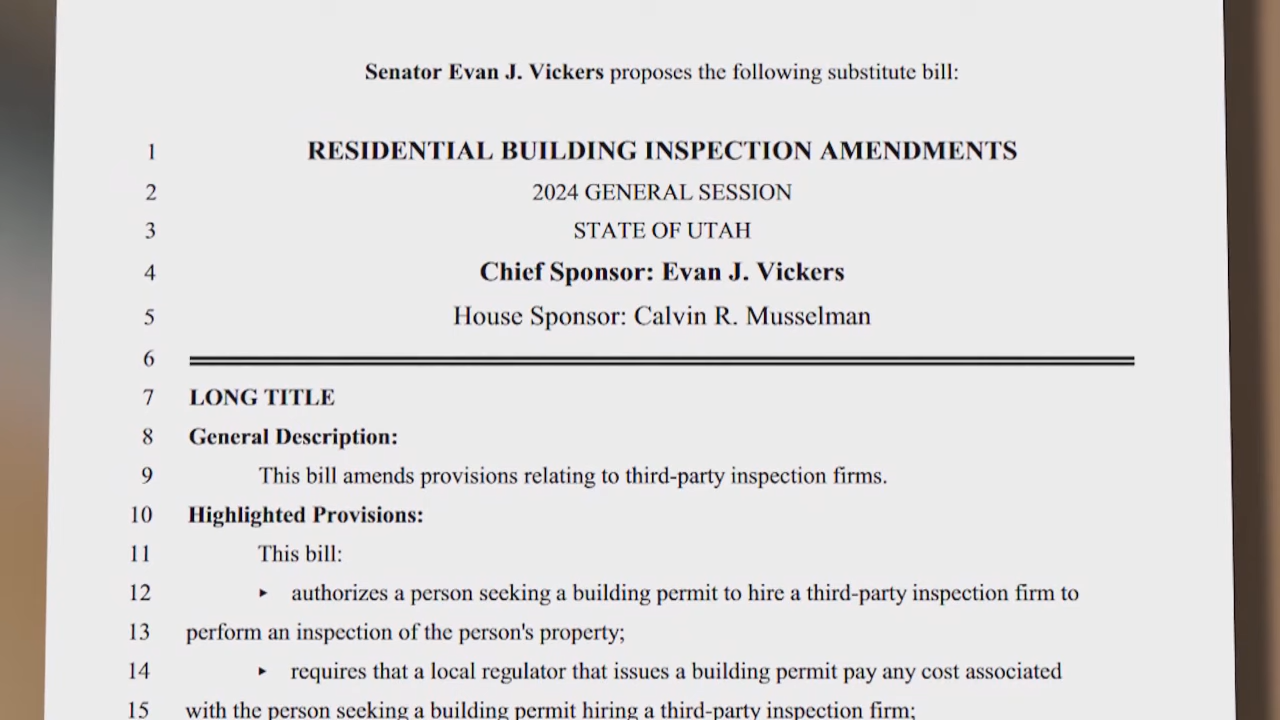 Senator Evan J. Vickers proposes the following substitute bill:
1 RESIDENTIAL BUILDING INSPECTION AMENDMENTS
2 2024 GENERAL SESSION
3 STATE OF UTAH
4 Chief Sponsor: Evan J. Vickers
5 House Sponsor: Calvin R. Musselman
6
7 LONG TITLE
8 General Description:
9 This bill amends provisions relating to third-party inspection firms.
10 Highlighted Provisions:
11 This bill:
12 ▸ authorizes a person seeking a building permit to hire a third-party inspection firm to
13 perform an inspection of the person's property;
14 ▸ requires that a local regulator that issues a building permit pay any cost associated
15 with the person seeking a building permit hiring a third-party inspection firm;